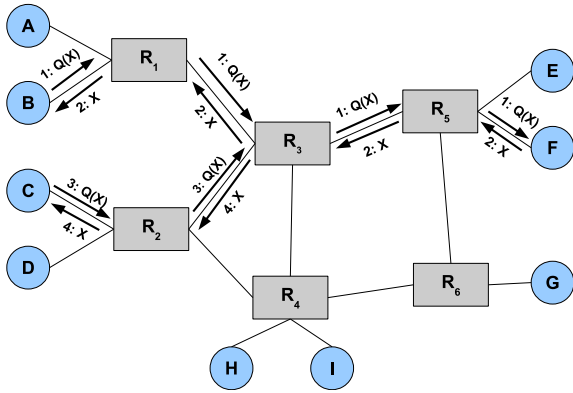 A
R1
1: Q(X)
1: Q(X)
B
2: X
2: X
E
1: Q(X)
R5
1: Q(X)
R3
2: X
2: X
F
C
3: Q(X)
3: Q(X)
4: X
4: X
R2
D
R4
R6
G
H
I